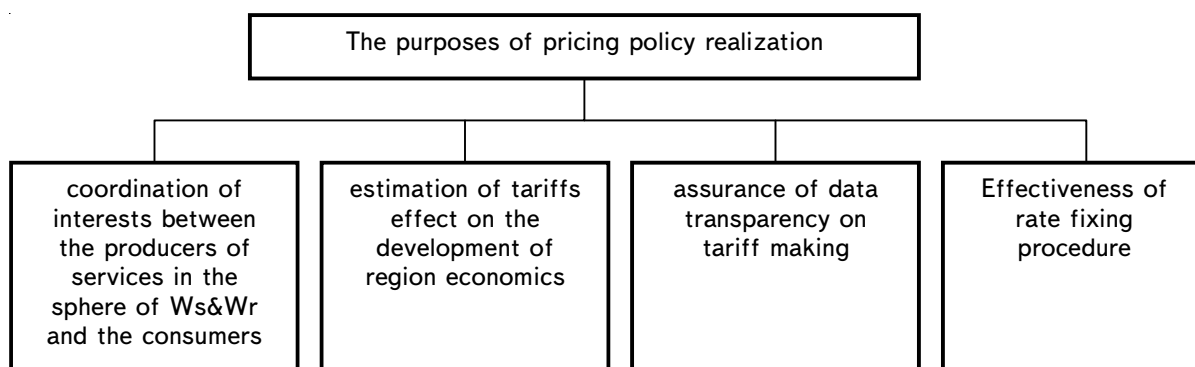 The purposes of pricing policy realization
coordination of
interests between
the producers of
services in the
sphere of Ws&Wr
and the consumers
estimation of tariffs
effect on the
development of
region economics
assurance of data
transparency on
tariff making
Effectiveness of
rate fixing
procedure